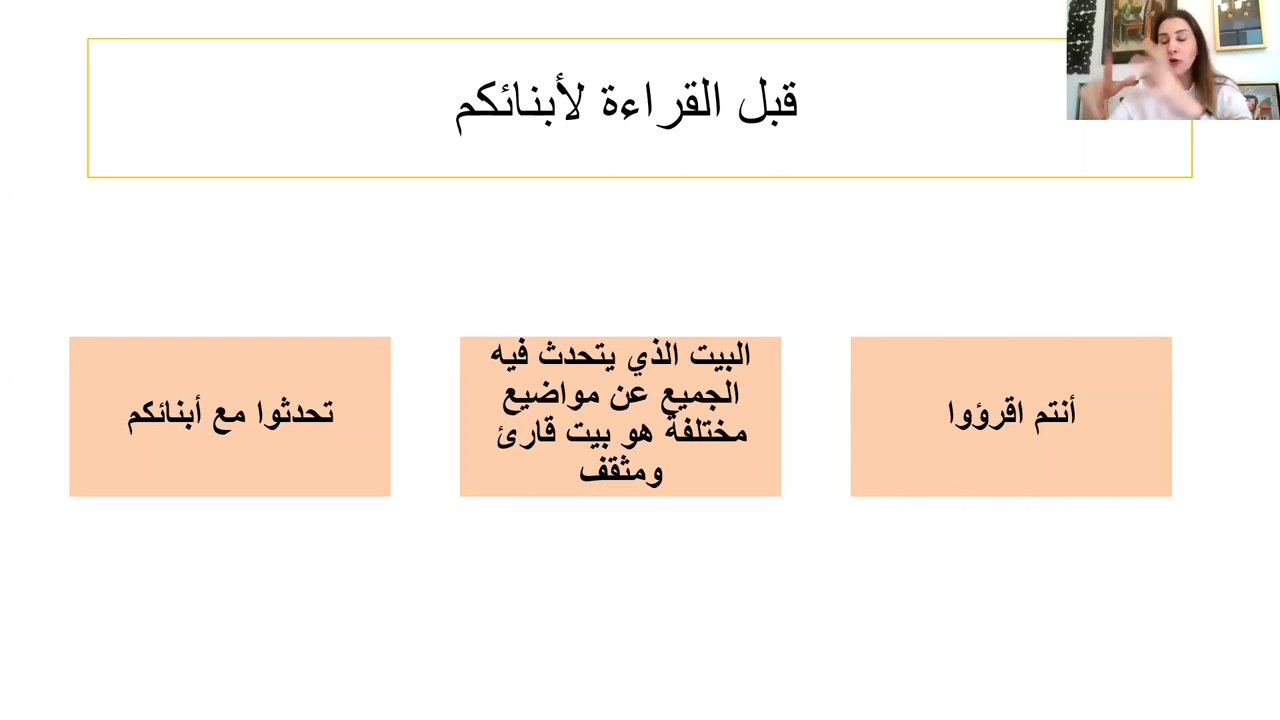 قبل القراءة لأبنائكم
أنتم اقرؤوا
البيت الذي يتحدث فيه
الجميع عن مواضيع
مختلفة هو بيت قارئ
ومثقف
تحدثوا مع أبنائكم